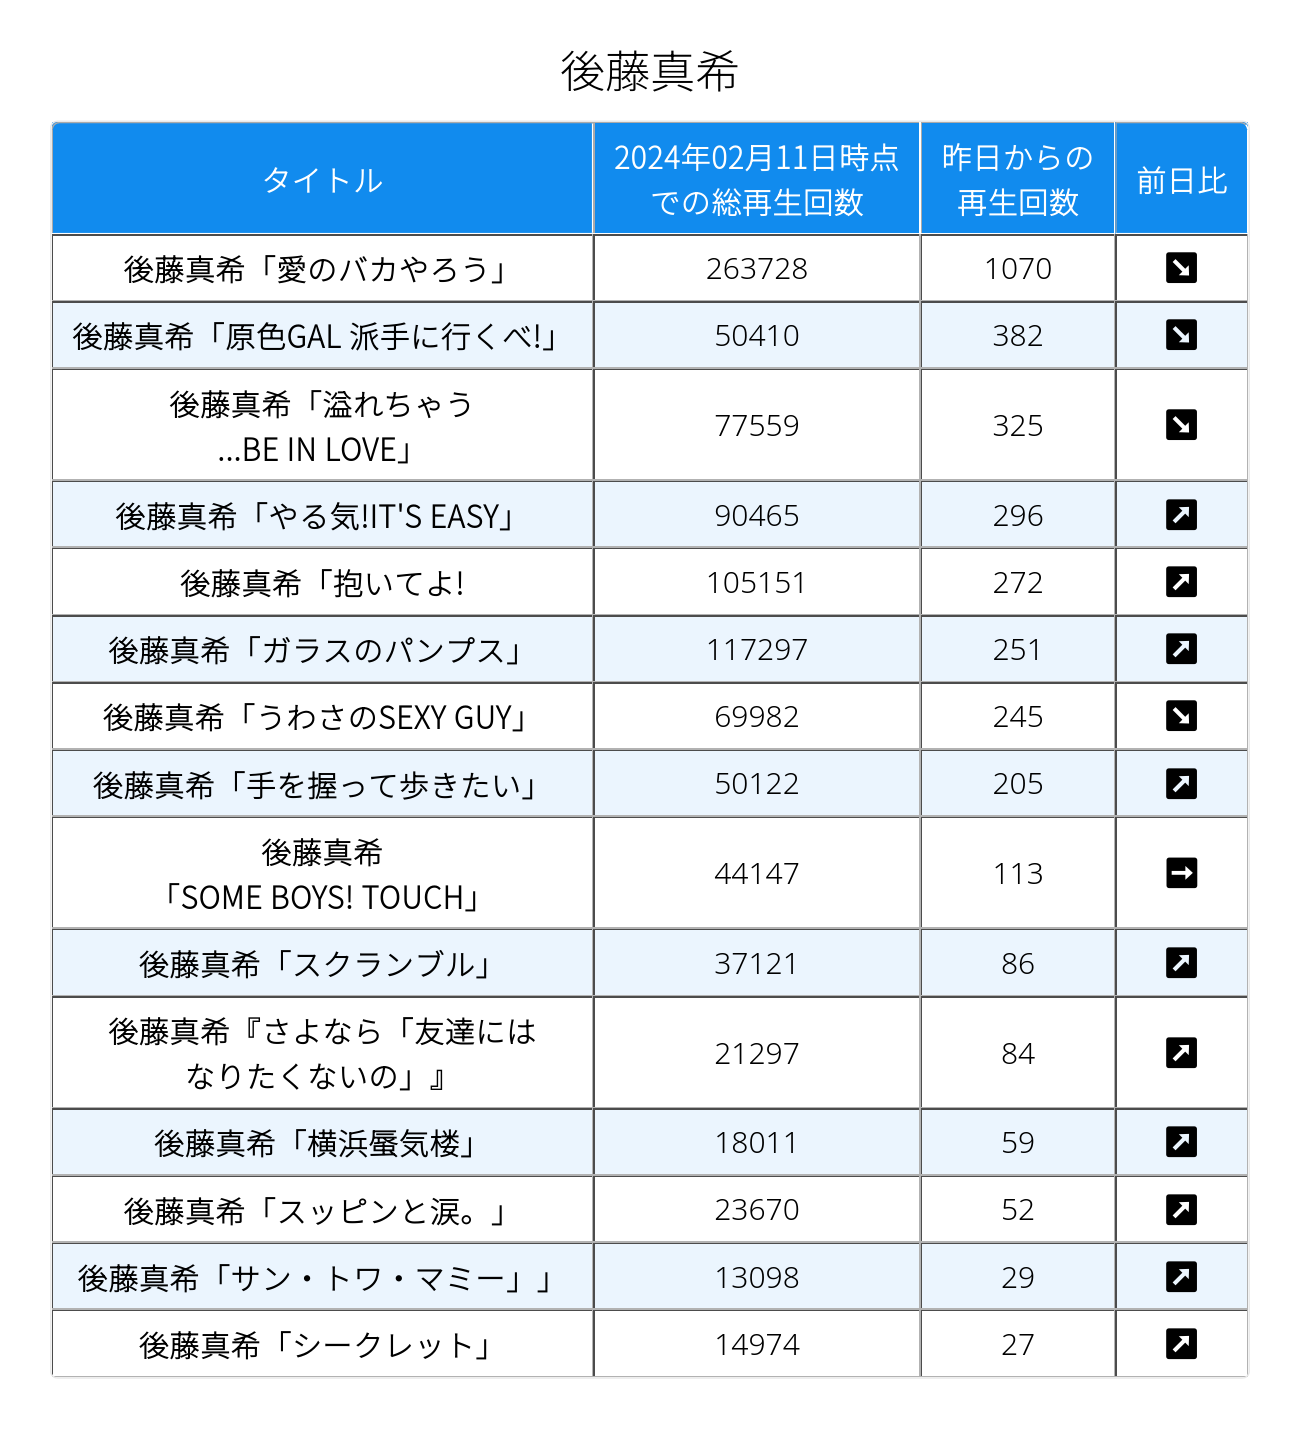 後藤真希
タイトル
2024年02月11日時点
での総再生回数
昨日からの
再生回数
前日比
後藤真希「愛のバカやろう」 263728 1070 ↘
後藤真希「原色GAL 派手に行くべ!」 50410 382 ↘
後藤真希「溢れちゃう
...BE IN LOVE」 77559 325 ↘
後藤真希「やる気!IT'S EASY」 90465 296 ↗
後藤真希「抱いてよ! 105151 272 ↗
後藤真希「ガラスのパンプス」 117297 251 ↗
後藤真希「うわさのSEXY GUY」 69982 245 ↘
後藤真希「手を握って歩きたい」 50122 205 ↗
後藤真希
「SOME BOYS! TOUCH」 44147 113 →
後藤真希「スクランブル」 37121 86 ↗
後藤真希『さよなら「友達には
なりたくないの」』 21297 84 ↗
後藤真希「横浜蜃気楼」 18011 59 ↗
後藤真希「スッピンと涙。」 23670 52 ↗
後藤真希「サン・トワ・マミー」」 13098 29 ↗
後藤真希「シークレット」 14974 27 ↗